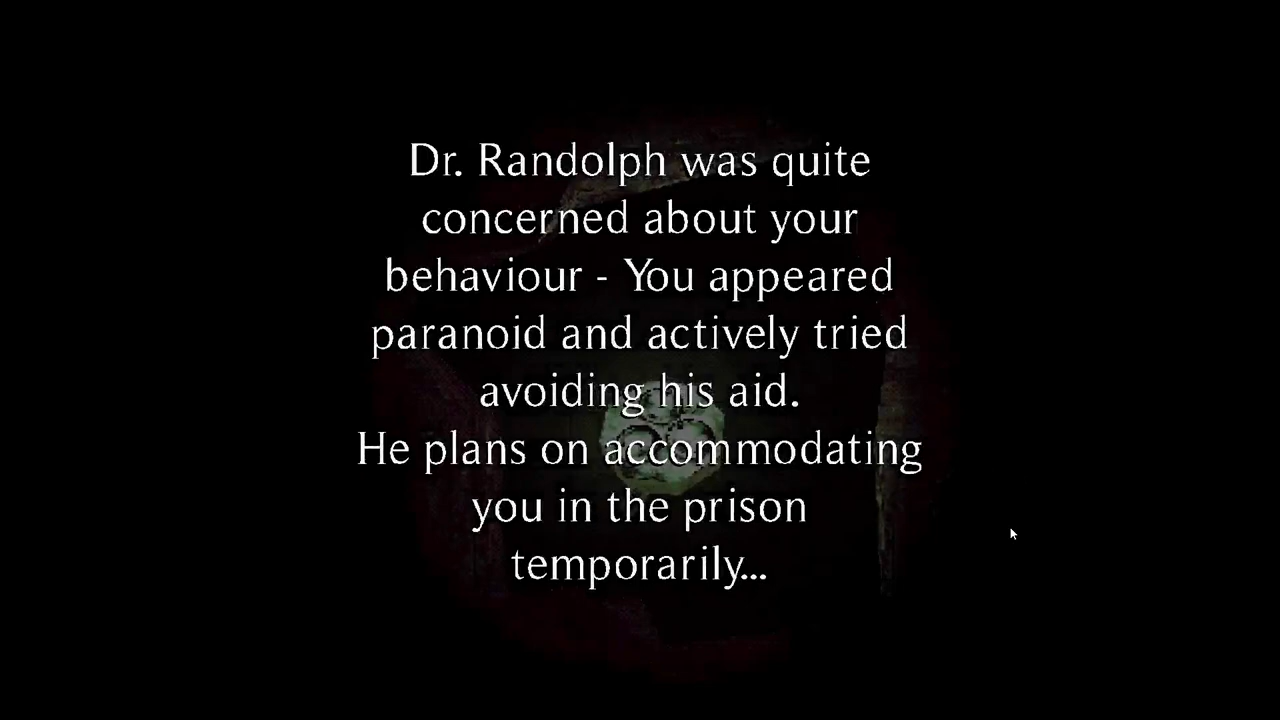 Dr. Randolph was quite
concerned about your
behaviour - You appeared
paranoid and actively tried
avoiding his aid.
He plans on accommodating
you in the prison
temporarily...